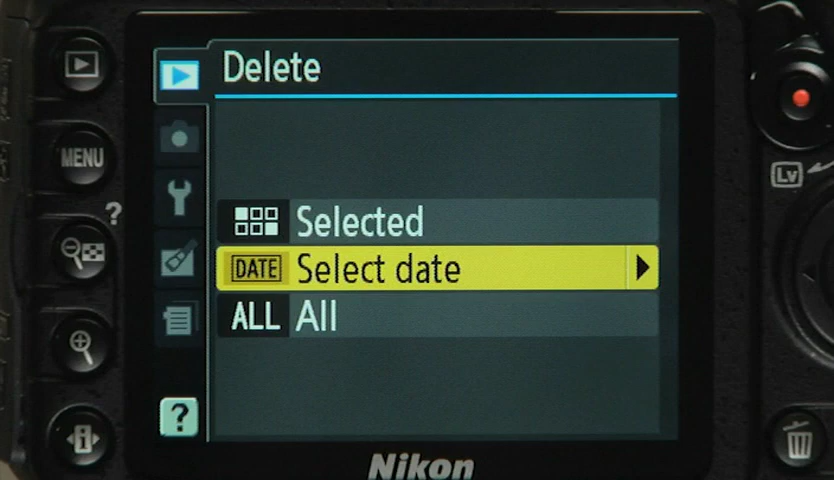 Delete
MENU
?
Selected
DATE Select date
ALL All
?
i
Lv
Nikon